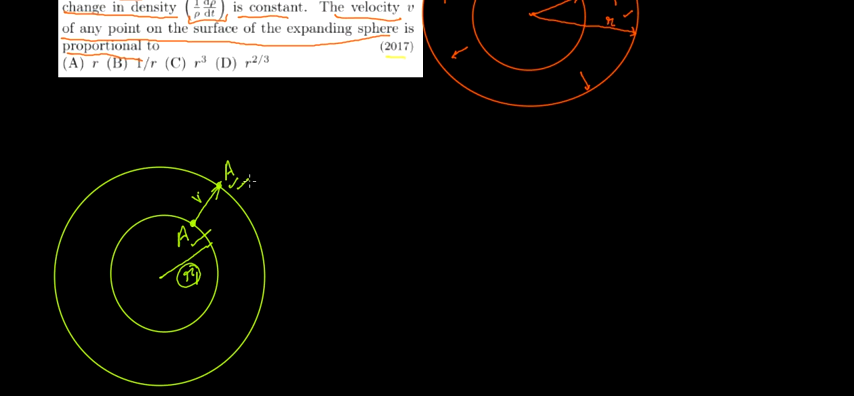 change in density (1/ρ dρ/dt) is constant. The velocity v
of any point on the surface of the expanding sphere is
proportional to (2017)
(A) r (B) 1/r (C) r³ (D) r²/³
A
v
A